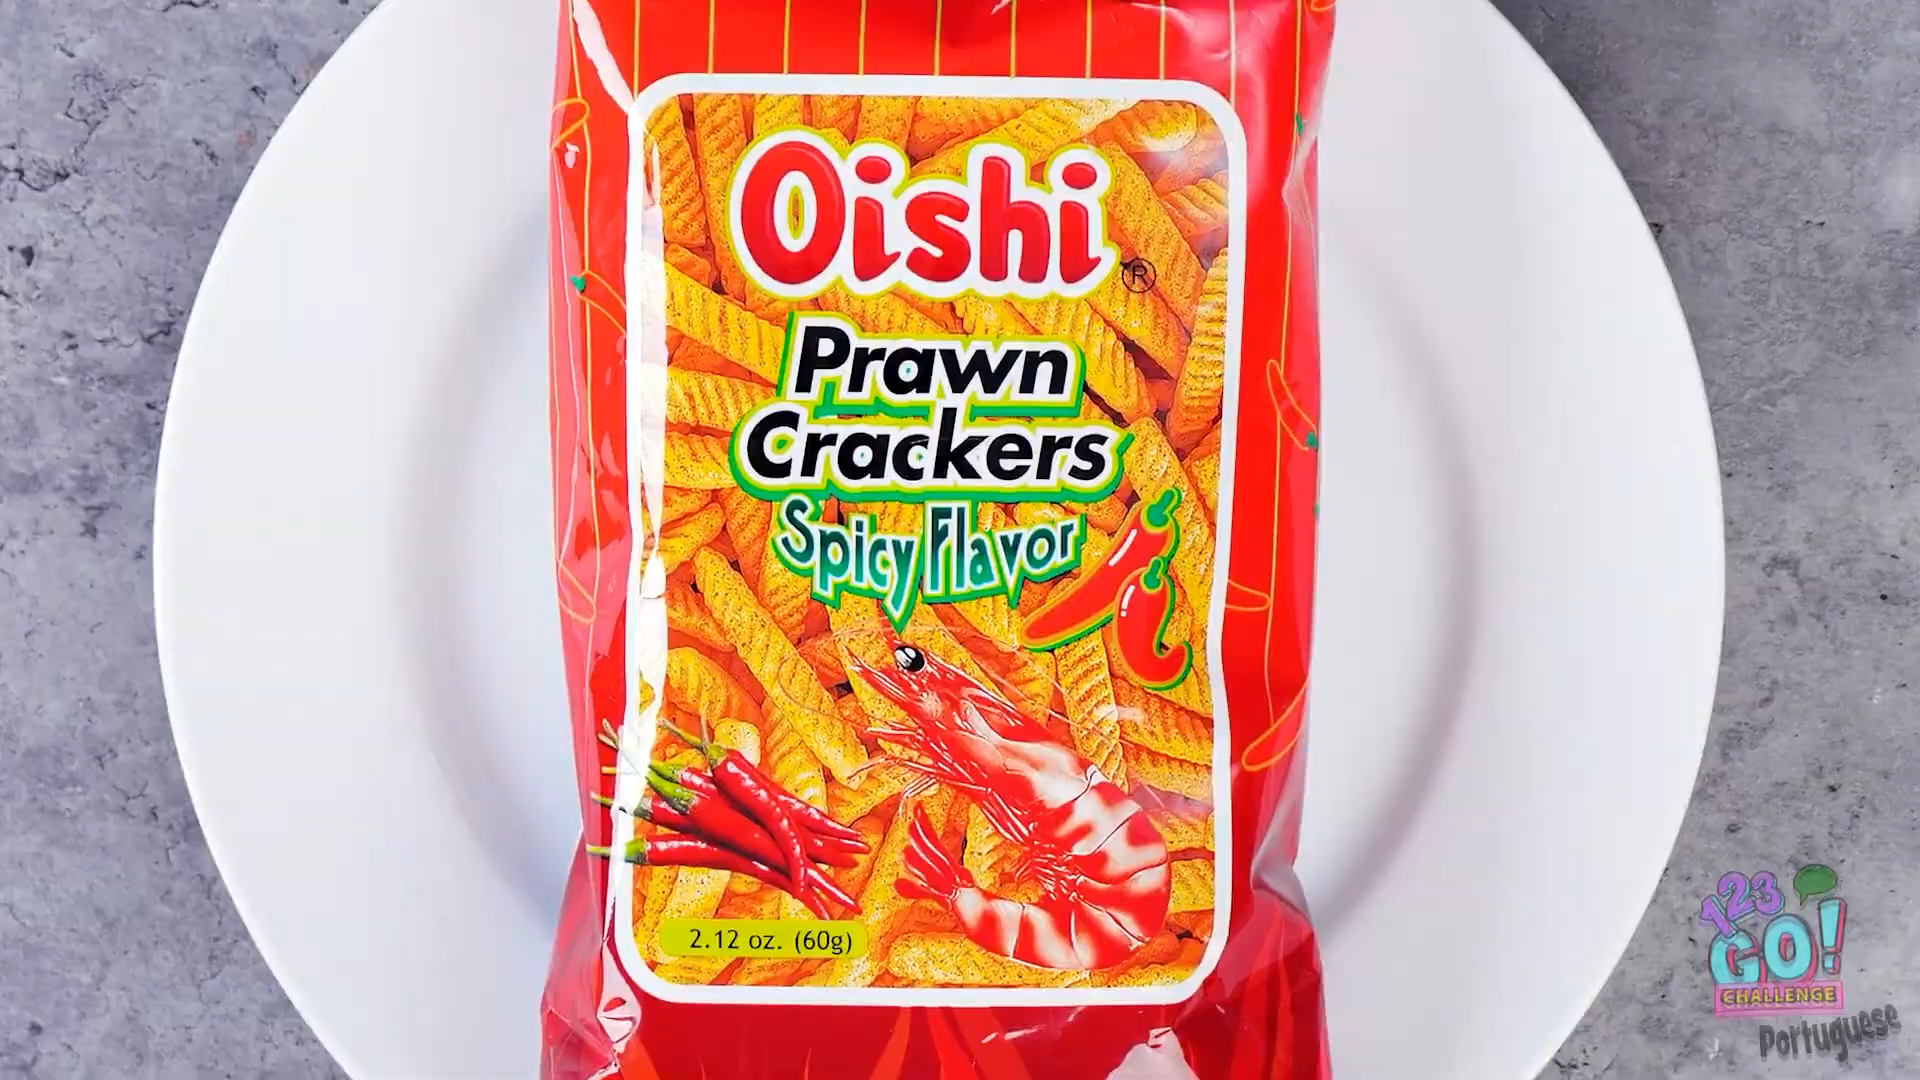 Oishi®
Prawn
Crackers
Spicy Flavor
2.12 oz. (60g)
123
GO!
CHALLENGE
Portuguese